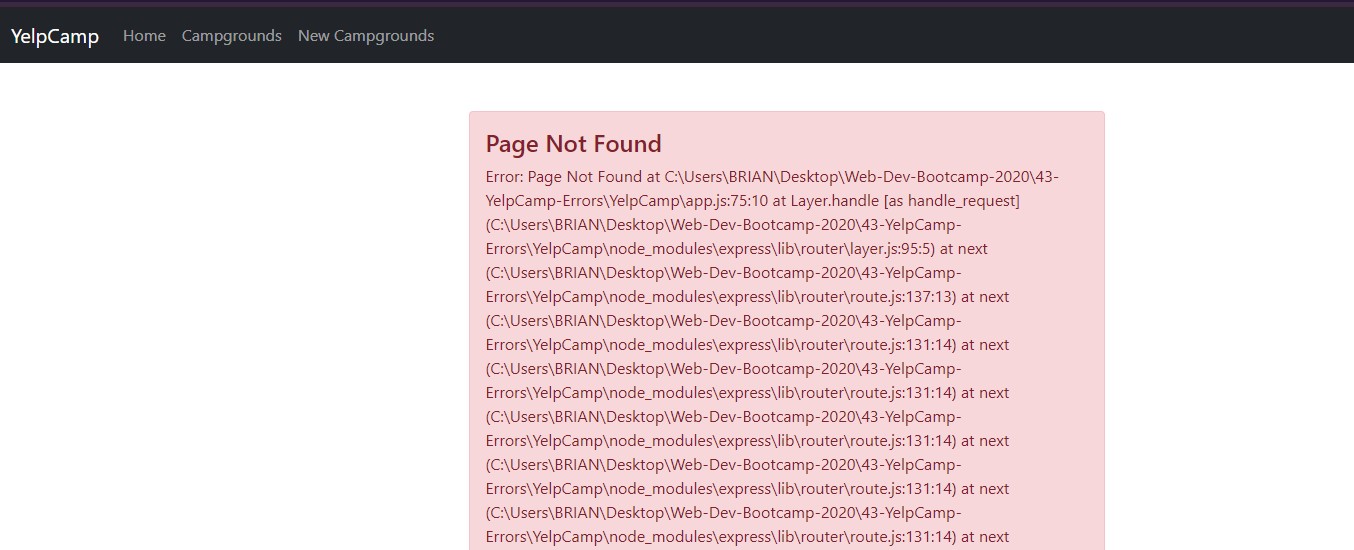 YelpCamp Home Campgrounds New Campgrounds
Page Not Found
Error: Page Not Found at C:\Users\BRIAN\Desktop\Web-Dev-Bootcamp-2020\43-
YelpCamp-Errors\YelpCamp\app.js:75:10 at Layer.handle [as handle_request]
(C:\Users\BRIAN\Desktop\Web-Dev-Bootcamp-2020\43-YelpCamp-
Errors\YelpCamp\node_modules\express\lib\router\layer.js:95:5) at next
(C:\Users\BRIAN\Desktop\Web-Dev-Bootcamp-2020\43-YelpCamp-
Errors\YelpCamp\node_modules\express\lib\router\route.js:137:13) at next
(C:\Users\BRIAN\Desktop\Web-Dev-Bootcamp-2020\43-YelpCamp-
Errors\YelpCamp\node_modules\express\lib\router\route.js:131:14) at next
(C:\Users\BRIAN\Desktop\Web-Dev-Bootcamp-2020\43-YelpCamp-
Errors\YelpCamp\node_modules\express\lib\router\route.js:131:14) at next
(C:\Users\BRIAN\Desktop\Web-Dev-Bootcamp-2020\43-YelpCamp-
Errors\YelpCamp\node_modules\express\lib\router\route.js:131:14) at next
(C:\Users\BRIAN\Desktop\Web-Dev-Bootcamp-2020\43-YelpCamp-
Errors\YelpCamp\node_modules\express\lib\router\route.js:131:14) at next
(C:\Users\BRIAN\Desktop\Web-Dev-Bootcamp-2020\43-YelpCamp-
Errors\YelpCamp\node_modules\express\lib\router\route.js:131:14) at next